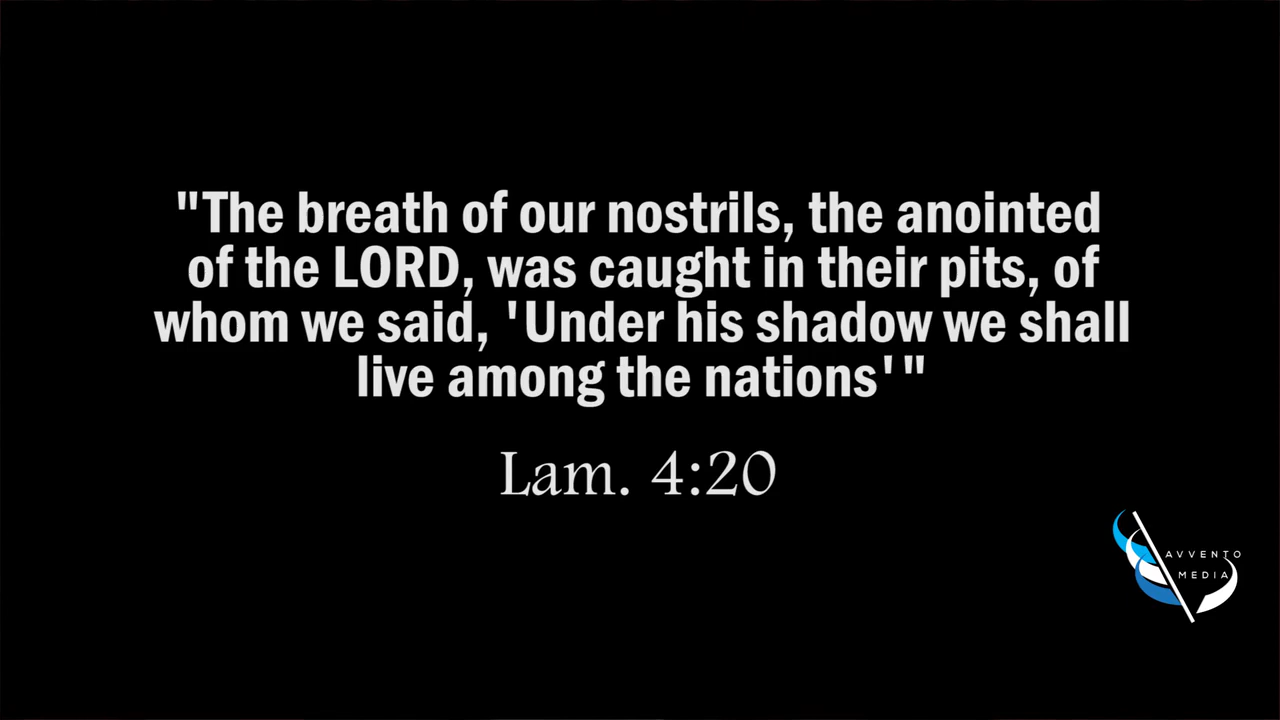 "The breath of our nostrils, the anointed
of the LORD, was caught in their pits, of
whom we said, 'Under his shadow we shall
live among the nations'"
Lam. 4:20
AVVENTO
MEDIA